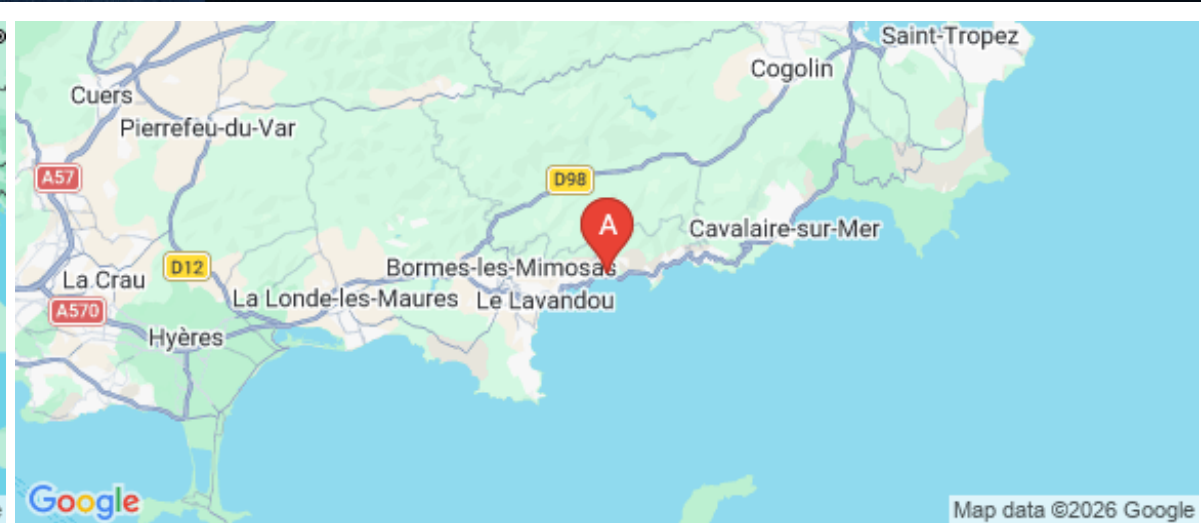 Saint-Tropez
Cogolin
Cuers
Pierrefeu-du-Var
A57
D98
A
Cavalaire-sur-Mer
Bormes-les-Mimosas
D12
La Crau
La Londe-les-Maures
Le Lavandou
A570
Hyères
Google
Map data ©2026 Google